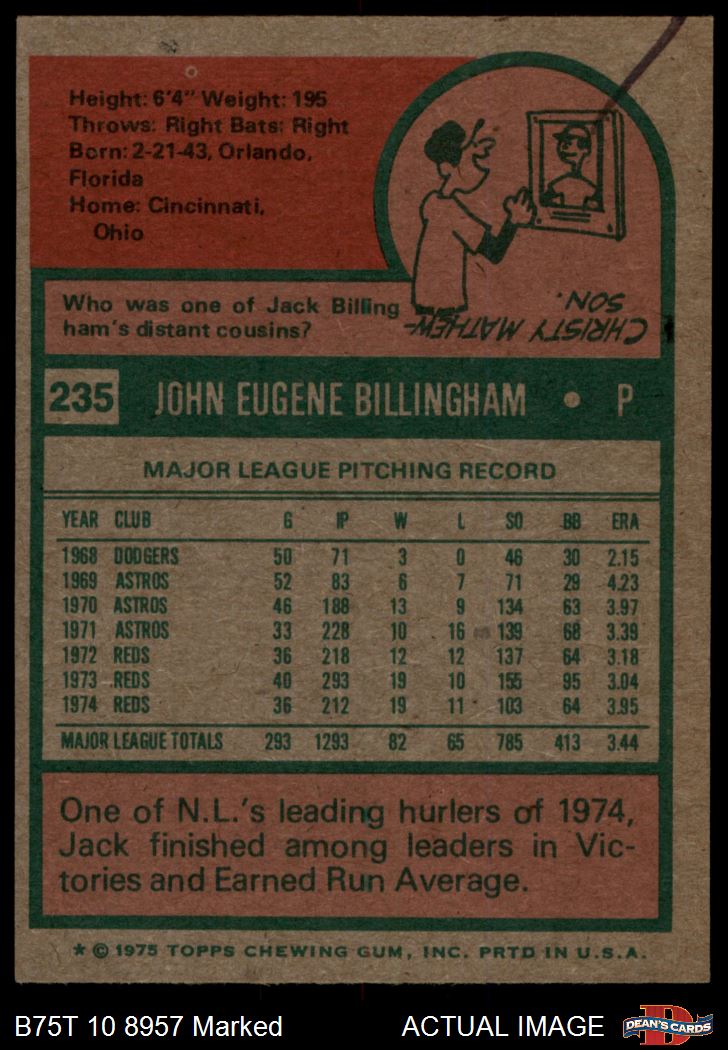 Height: 6'4" Weight: 195
Throws: Right Bats: Right
Born: 2-21-43, Orlando,
Florida
Home: Cincinnati,
Ohio
Who was one of Jack Billing
ham's distant cousins?
CHRISTY MATHEW-
SON.
235 JOHN EUGENE BILLINGHAM • P
MAJOR LEAGUE PITCHING RECORD
YEAR CLUB G IP W L SO BB ERA
1968 DODGERS 50 71 3 0 46 30 2.15
1969 ASTROS 52 83 6 7 71 29 4.23
1970 ASTROS 46 188 13 9 134 63 3.97
1971 ASTROS 33 228 10 16 139 68 3.39
1972 REDS 36 218 12 12 137 64 3.18
1973 REDS 40 293 19 10 155 95 3.04
1974 REDS 36 212 19 11 103 64 3.95
MAJOR LEAGUE TOTALS 293 1293 82 65 785 413 3.44
One of N.L.'s leading hurlers of 1974,
Jack finished among leaders in Vic-
tories and Earned Run Average.
* © 1975 TOPPS CHEWING GUM, INC. PRTD IN U.S.A.
B75T 10 8957 Marked ACTUAL IMAGE
DEAN'S CARDS